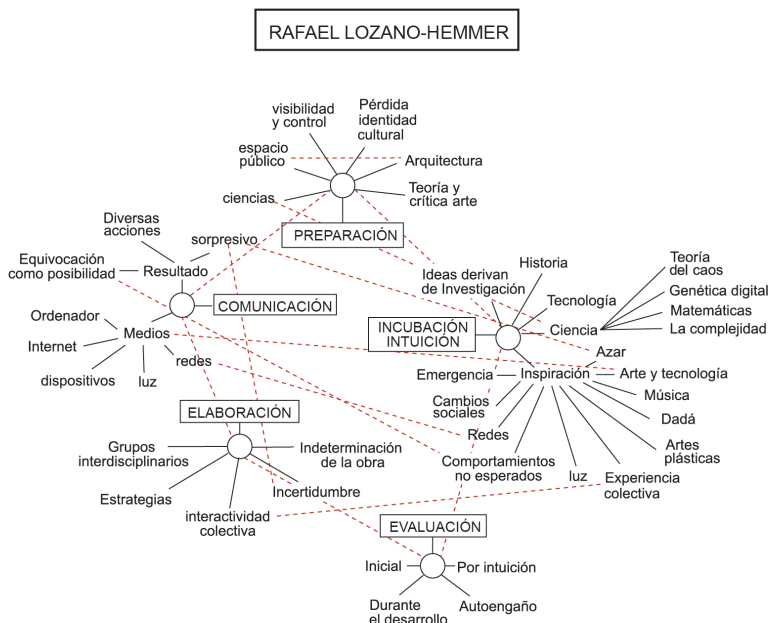 RAFAEL LOZANO-HEMMER
visibilidad
y control
Pérdida
identidad
cultural
espacio
público
Arquitectura
ciencias
Teoría y
crítica arte
PREPARACIÓN
Diversas
acciones
sorpresivo
Equivocación
como posibilidad
Resultado
COMUNICACIÓN
Ordenador
Medios
Internet
redes
dispositivos
luz
Ideas derivan
de Investigación
Historia
Tecnología
INCUBACIÓN
INTUICIÓN
Ciencia
Teoría
del caos
Genética digital
Matemáticas
La complejidad
Azar
Emergencia
Inspiración
Arte y tecnología
Música
Cambios
sociales
Dadá
Redes
Artes
plásticas
Comportamientos
no esperados
luz
Experiencia
colectiva
ELABORACIÓN
Grupos
interdisciplinarios
Indeterminación
de la obra
Estrategias
Incertidumbre
interactividad
colectiva
EVALUACIÓN
Inicial
Por intuición
Durante
el desarrollo
Autoengaño